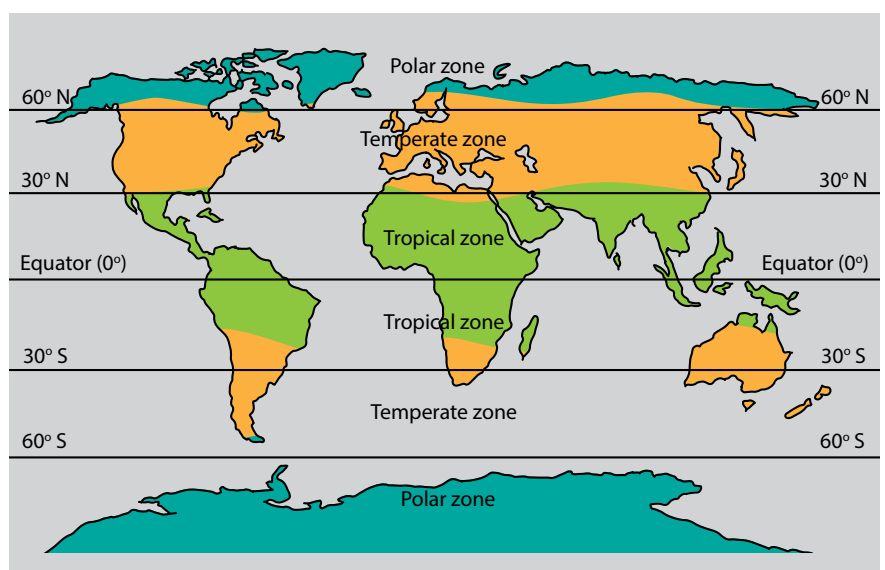 Polar zone
60° N 60° N
Temperate zone
30° N 30° N
Tropical zone
Equator (0°) Equator (0°)
Tropical zone
30° S 30° S
Temperate zone
60° S 60° S
Polar zone